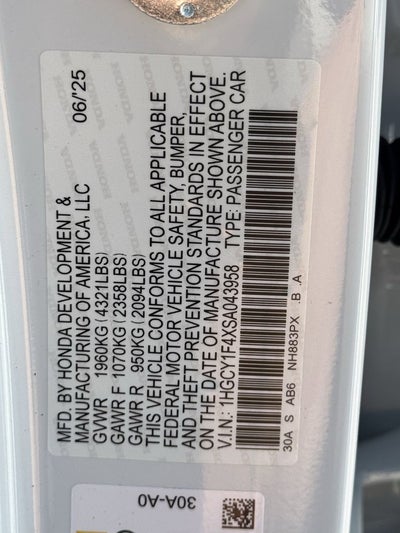 MFD. BY HONDA DEVELOPMENT & 06/'25
MANUFACTURING OF AMERICA, LLC
GVWR 1960KG(4321LBS)
GAWR F 1070KG(2358LBS)
GAWR R 950KG(2094LBS)
THIS VEHICLE CONFORMS TO ALL APPLICABLE
FEDERAL MOTOR VEHICLE SAFETY, BUMPER,
AND THEFT PREVENTION STANDARDS IN EFFECT
ON THE DATE OF MANUFACTURE SHOWN ABOVE.
V.I.N.: 1HGCY1F4XSA043958 TYPE: PASSENGER CAR
30A S AB6 NH883PX .B .A
30A-A0